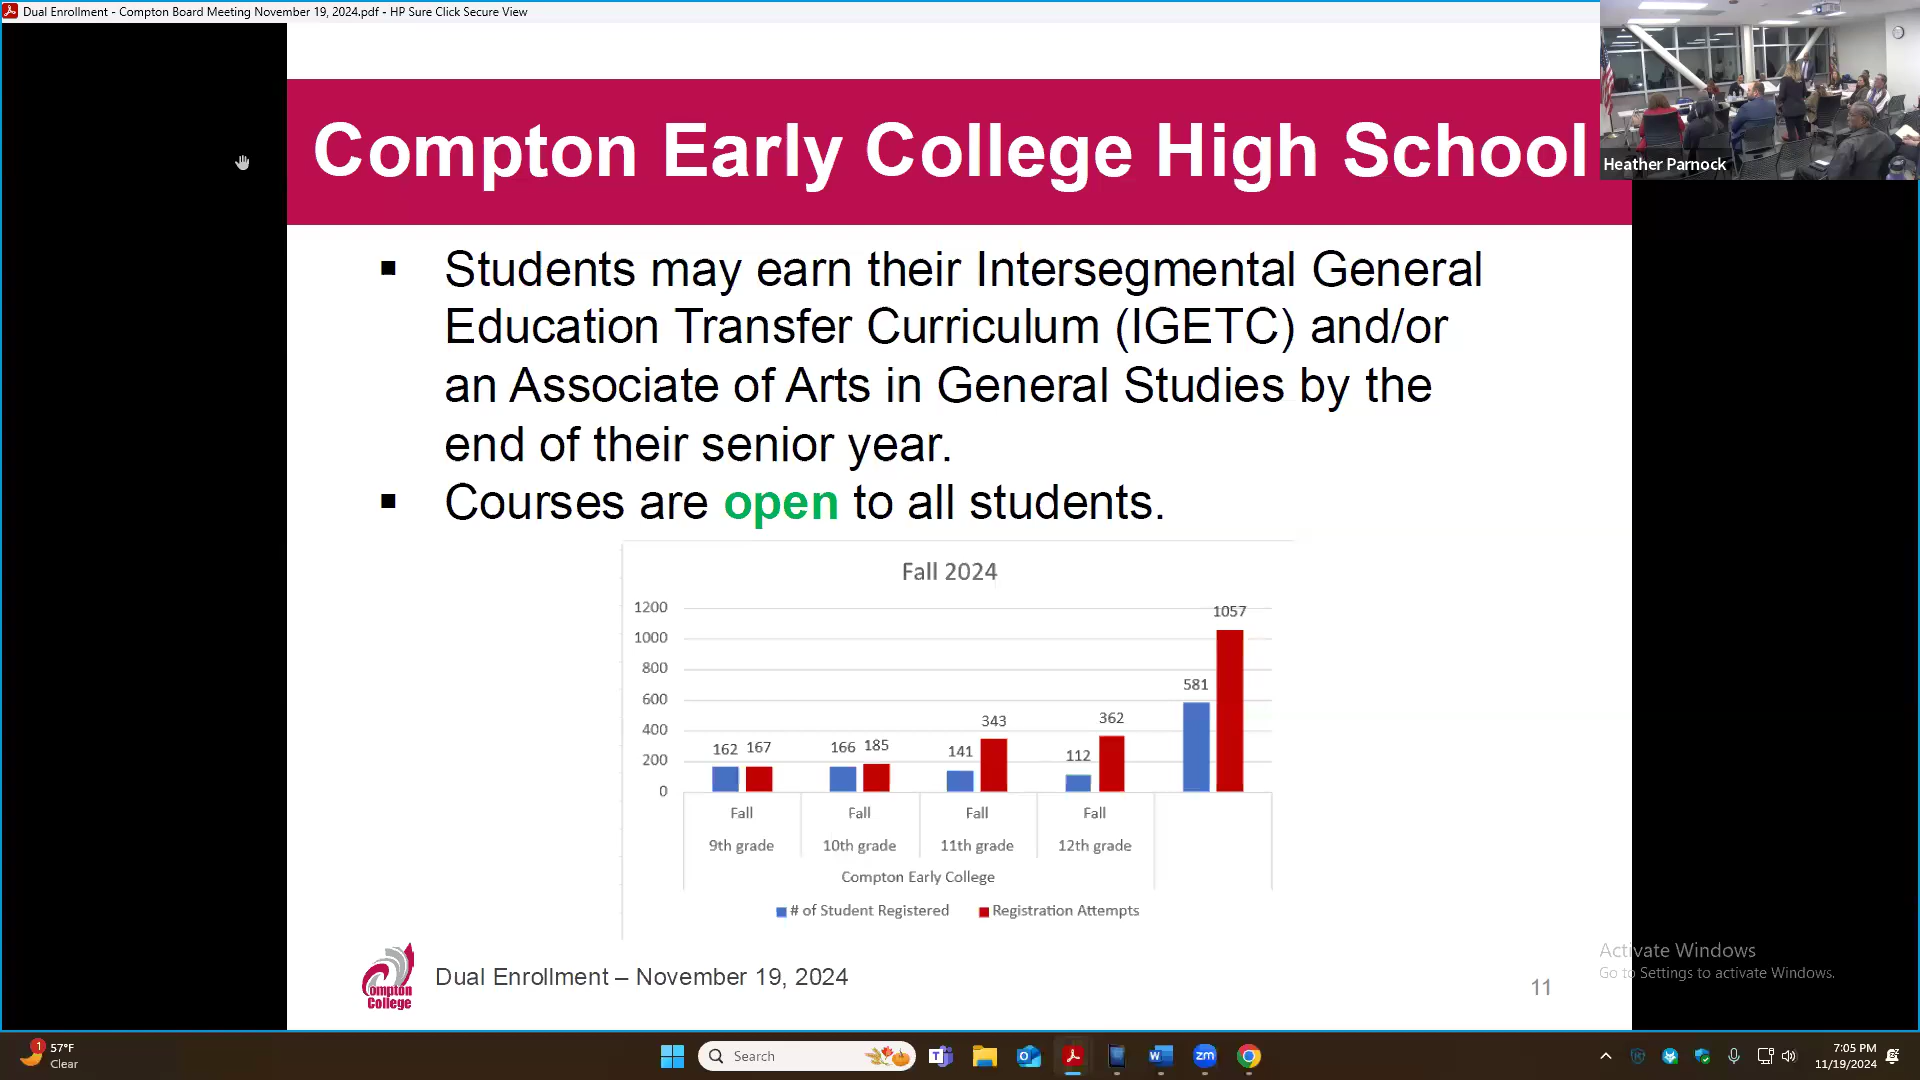 Dual Enrollment - Compton Board Meeting November 19, 2024.pdf - HP Sure Click Secure View
Heather Parnock
Compton Early College High School
▪ Students may earn their Intersegmental General
Education Transfer Curriculum (IGETC) and/or
an Associate of Arts in General Studies by the
end of their senior year.
▪ Courses are open to all students.
Fall 2024
1200
1000
800
600
400
200
0
162 167
166 185
141 343
112 362
581 1057
Fall Fall Fall Fall
9th grade 10th grade 11th grade 12th grade
Compton Early College
# of Student Registered Registration Attempts
Compton
College
Dual Enrollment – November 19, 2024
11
Activate Windows
Go to Settings to activate Windows.
1
57°F
Clear
Search
zm
7:05 PM
11/19/2024